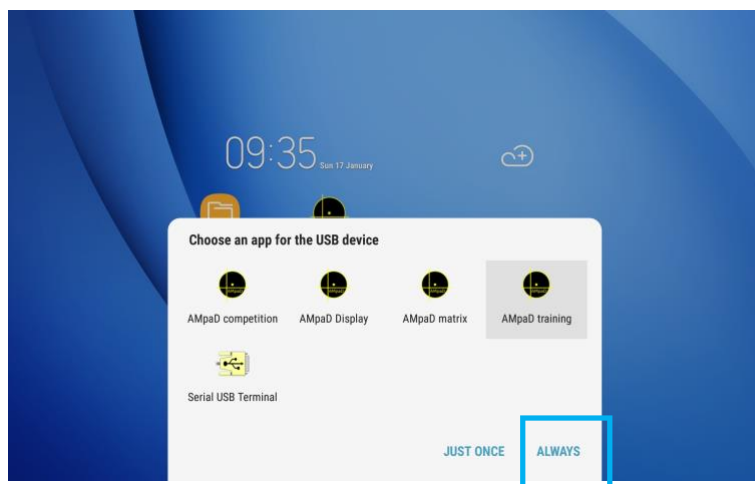 09:35 Sun 17 January
Choose an app for the USB device
AMpaD competition AMpaD Display AMpaD matrix AMpaD training
Serial USB Terminal
JUST ONCE ALWAYS